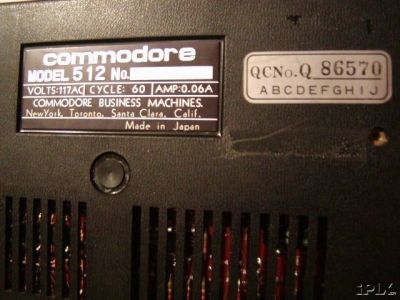 commodore
MODEL 512 No.
VOLTS:117AC CYCLE: 60 AMP:0.06A
COMMODORE BUSINESS MACHINES.
NewYork, Toronto, Santa Clara, Calif.
Made in Japan
QCNo.Q 86570
ABCDEFGHIJ